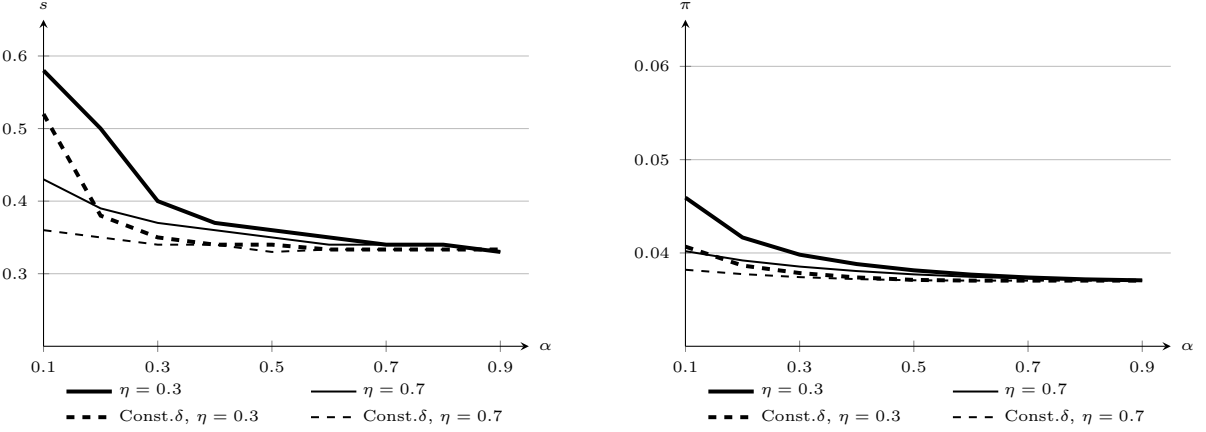 s
0.6
0.5
0.4
0.3
0.1 0.3 0.5 0.7 0.9 α
η = 0.3 η = 0.7
Const.δ, η = 0.3 Const.δ, η = 0.7
π
0.06
0.05
0.04
0.1 0.3 0.5 0.7 0.9 α
η = 0.3 η = 0.7
Const.δ, η = 0.3 Const.δ, η = 0.7